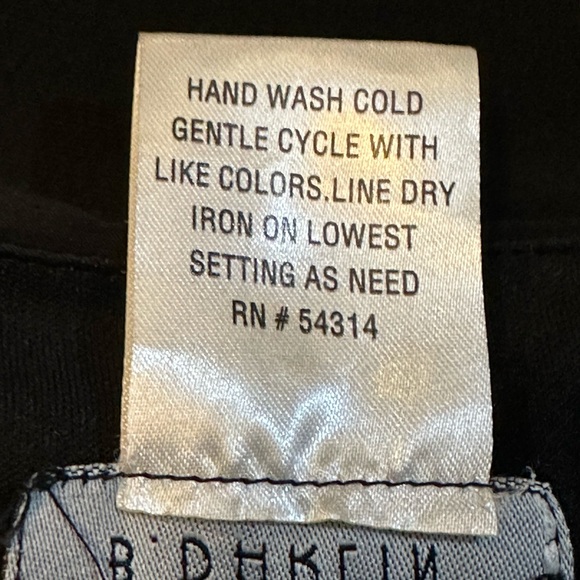 HAND WASH COLD
GENTLE CYCLE WITH
LIKE COLORS.LINE DRY
IRON ON LOWEST
SETTING AS NEED
RN # 54314